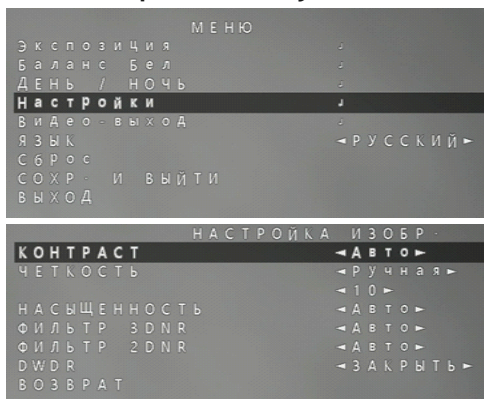 МЕНЮ
Экспозиция ↲
Баланс Бел ↲
ДЕНЬ / НОЧЬ ↲
Настройки ↲
Видео-выход ↲
ЯЗЫК ◄РУССКИЙ►
Сброс
СОХР- И ВЫЙТИ
ВЫХОД
НАСТРОЙКА ИЗОБР-
КОНТРАСТ ◄Авто►
ЧЕТКОСТЬ ◄Ручная►
◄10►
НАСЫЩЕННОСТЬ ◄Авто►
ФИЛЬТР 3DNR ◄Авто►
ФИЛЬТР 2DNR ◄Авто►
DWDR ◄ЗАКРЫТЬ►
ВОЗВРАТ